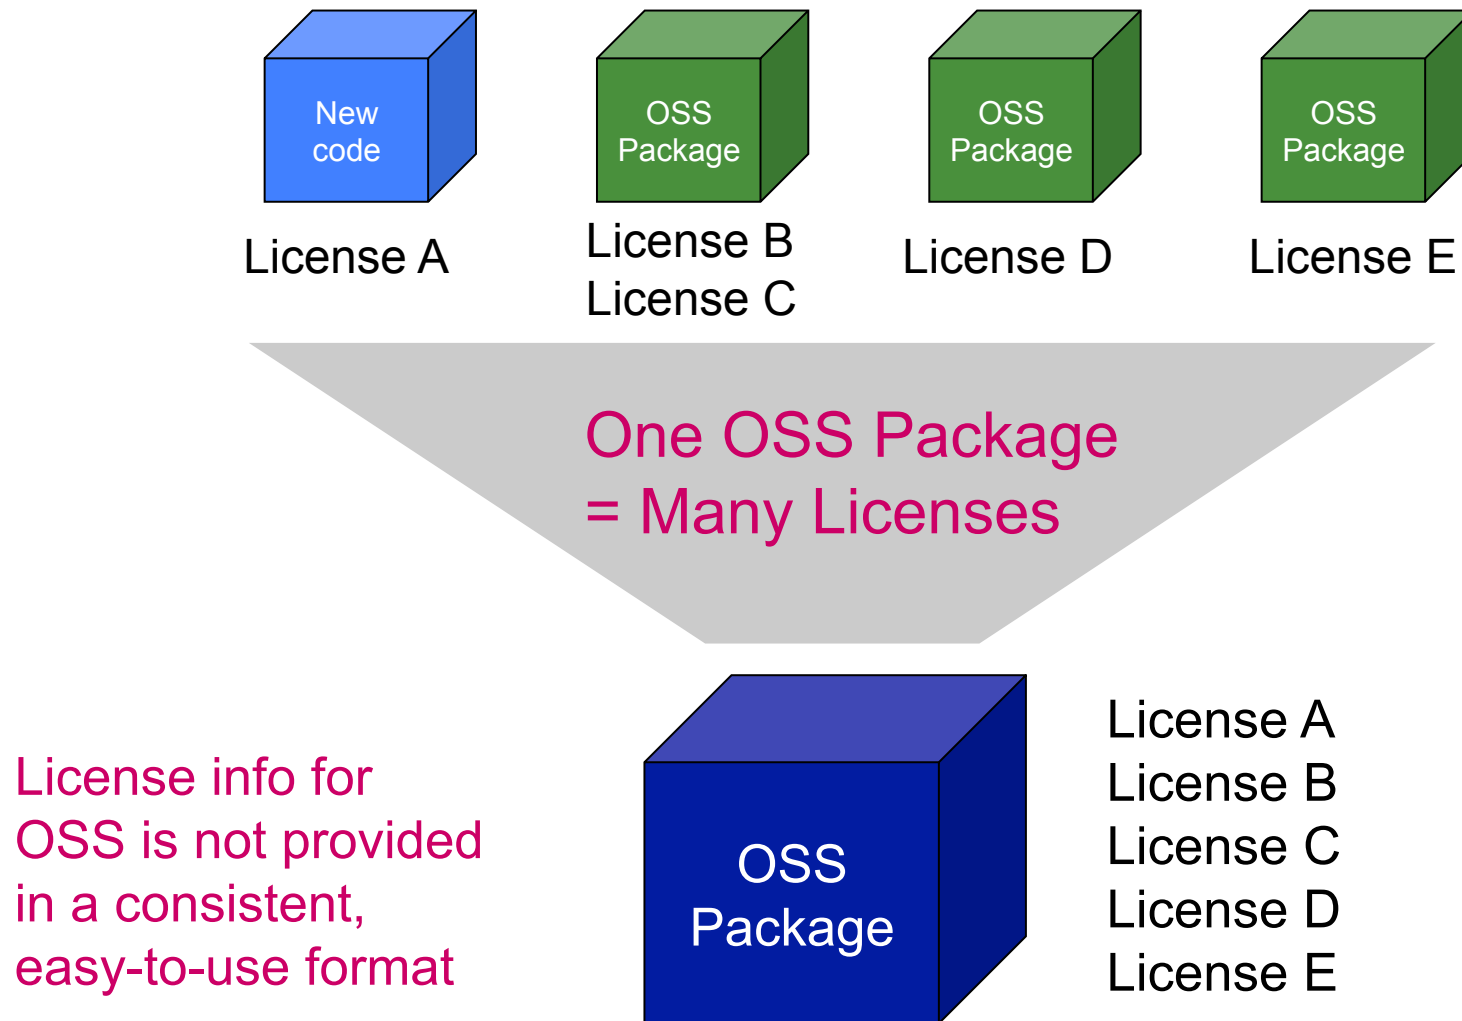 New
code
OSS
Package
OSS
Package
OSS
Package
License A
License B
License C
License D
License E
One OSS Package
= Many Licenses
License info for
OSS is not provided
in a consistent,
easy-to-use format
OSS
Package
License A
License B
License C
License D
License E